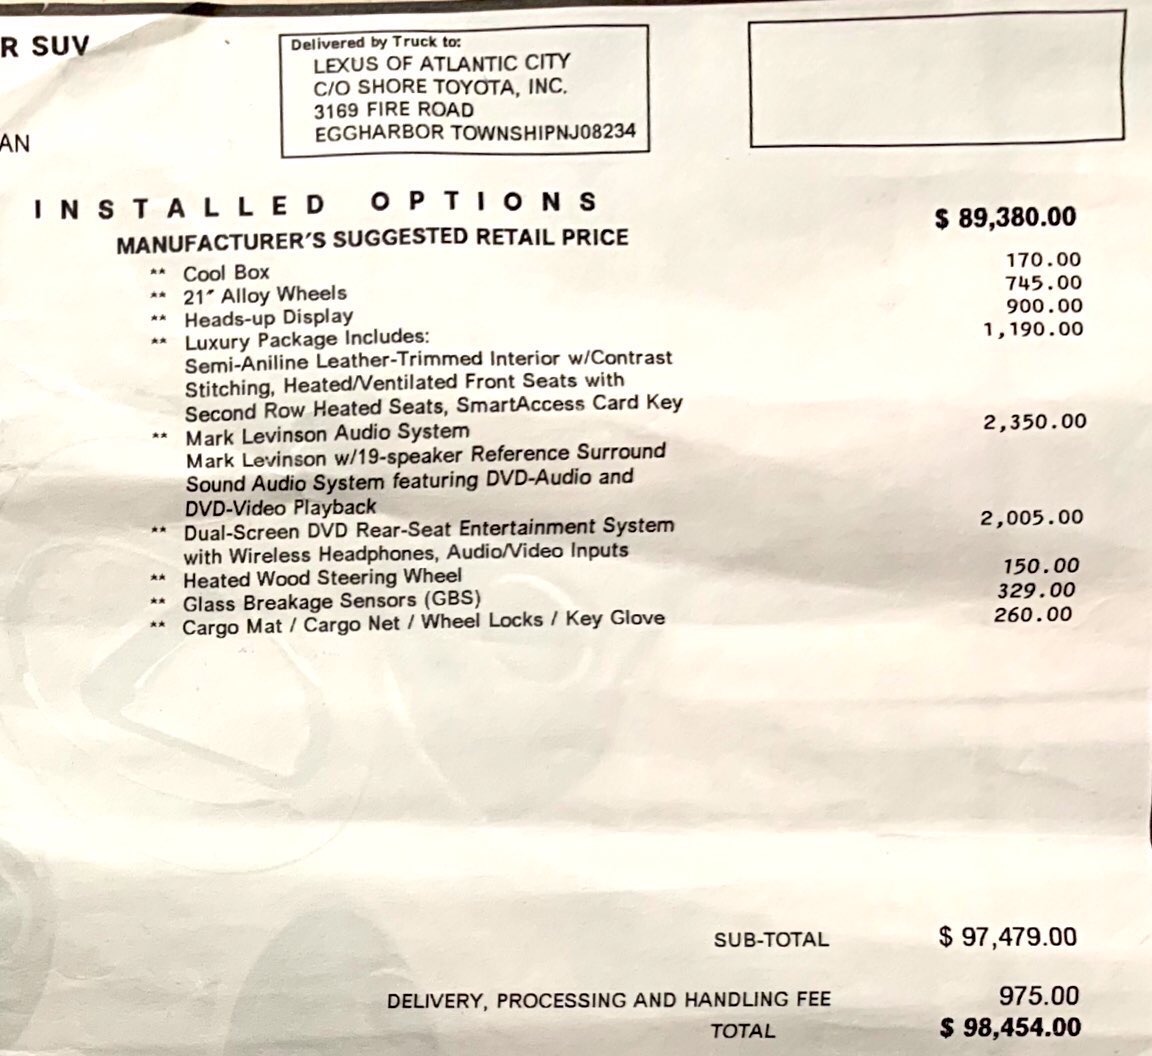 R SUV
Delivered by Truck to:
LEXUS OF ATLANTIC CITY
C/O SHORE TOYOTA, INC.
3169 FIRE ROAD
EGGHARBOR TOWNSHIPNJ08234
AN
INSTALLED OPTIONS
MANUFACTURER'S SUGGESTED RETAIL PRICE $ 89,380.00
** Cool Box 170.00
** 21" Alloy Wheels 745.00
** Heads-up Display 900.00
** Luxury Package Includes: 1,190.00
Semi-Aniline Leather-Trimmed Interior w/Contrast
Stitching, Heated/Ventilated Front Seats with
Second Row Heated Seats, SmartAccess Card Key
** Mark Levinson Audio System 2,350.00
Mark Levinson w/19-speaker Reference Surround
Sound Audio System featuring DVD-Audio and
DVD-Video Playback
** Dual-Screen DVD Rear-Seat Entertainment System 2,005.00
with Wireless Headphones, Audio/Video Inputs
** Heated Wood Steering Wheel 150.00
** Glass Breakage Sensors (GBS) 329.00
** Cargo Mat / Cargo Net / Wheel Locks / Key Glove 260.00
SUB-TOTAL $ 97,479.00
DELIVERY, PROCESSING AND HANDLING FEE 975.00
TOTAL $ 98,454.00